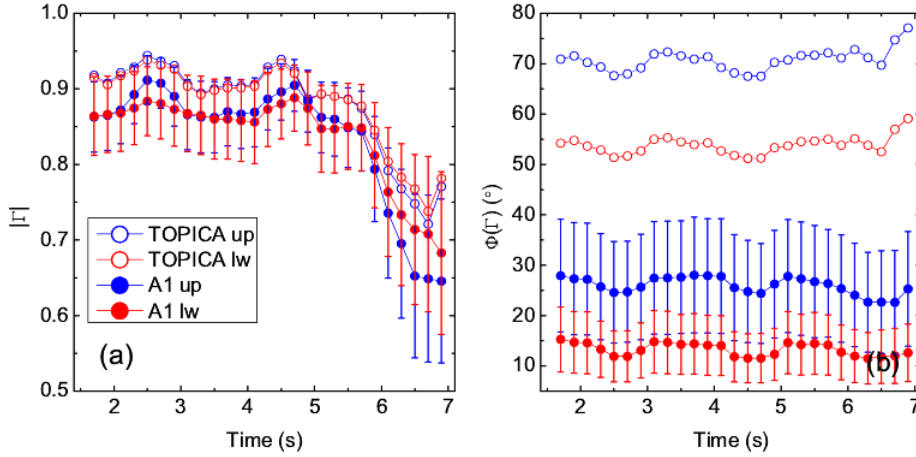 1.0
0.9
0.8
0.7
0.6
0.5
|Γ|
TOPICA up
TOPICA lw
A1 up
A1 lw
(a)
2 3 4 5 6 7
Time (s)
80
70
60
50
40
30
20
10
Φ(Γ) (°)
(b)
2 3 4 5 6 7
Time (s)